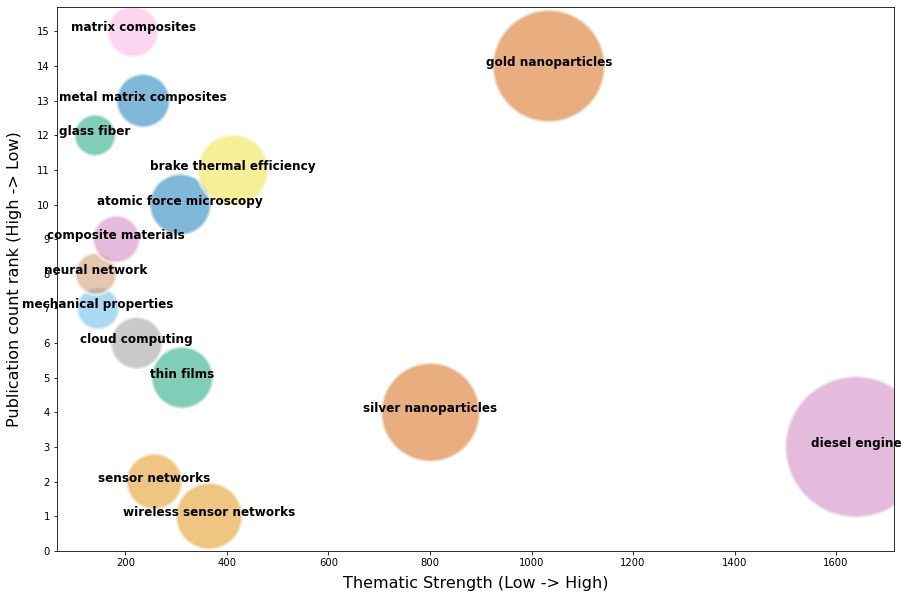 15
matrix composites
14
gold nanoparticles
13
metal matrix composites
12
glass fiber
11
brake thermal efficiency
10
atomic force microscopy
9
composite materials
8
neural network
7
mechanical properties
6
cloud computing
5
thin films
4
silver nanoparticles
3
diesel engine
2
sensor networks
1
wireless sensor networks
0
Publication count rank (High -> Low)
200 400 600 800 1000 1200 1400 1600
Thematic Strength (Low -> High)